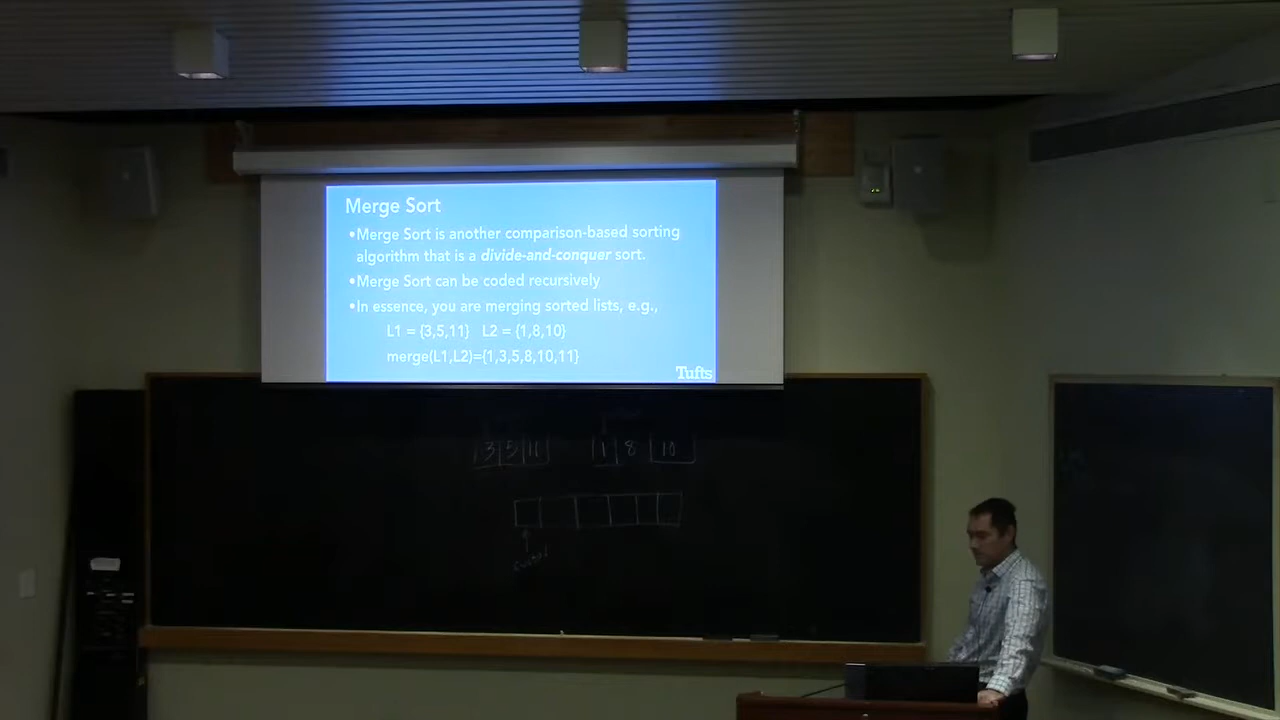 Merge Sort
•Merge Sort is another comparison-based sorting
algorithm that is a divide-and-conquer sort.
•Merge Sort can be coded recursively
•In essence, you are merging sorted lists, e.g.,
L1 = {3,5,11} L2 = {1,8,10}
merge(L1,L2)={1,3,5,8,10,11}
Tufts
3 5 11 1 8 10